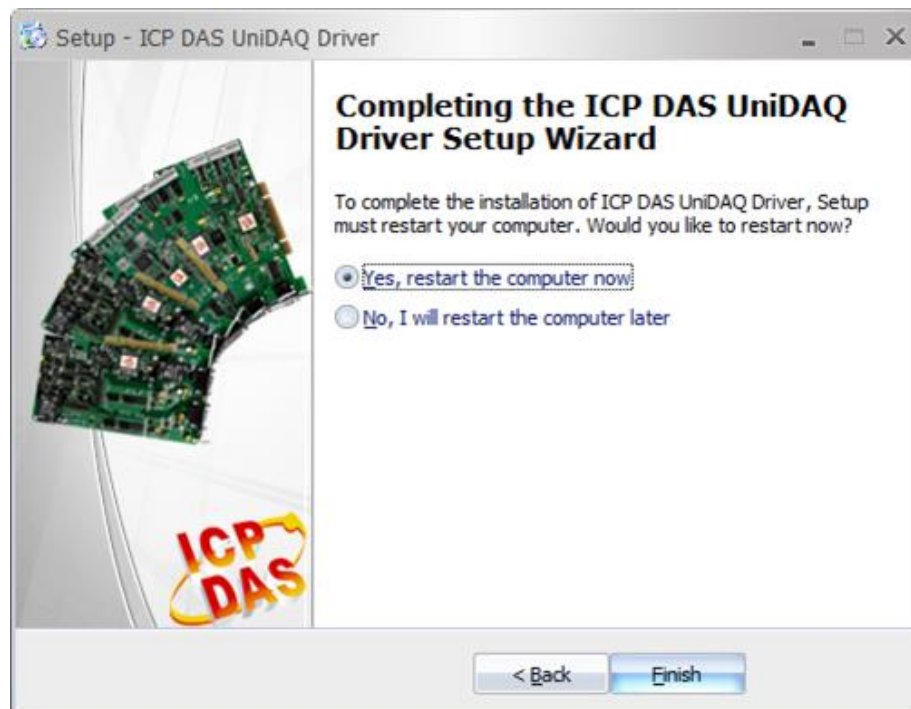 Setup - ICP DAS UniDAQ Driver
Completing the ICP DAS UniDAQ
Driver Setup Wizard
To complete the installation of ICP DAS UniDAQ Driver, Setup
must restart your computer. Would you like to restart now?
Yes, restart the computer now
No, I will restart the computer later
ICP
DAS
< Back
Finish